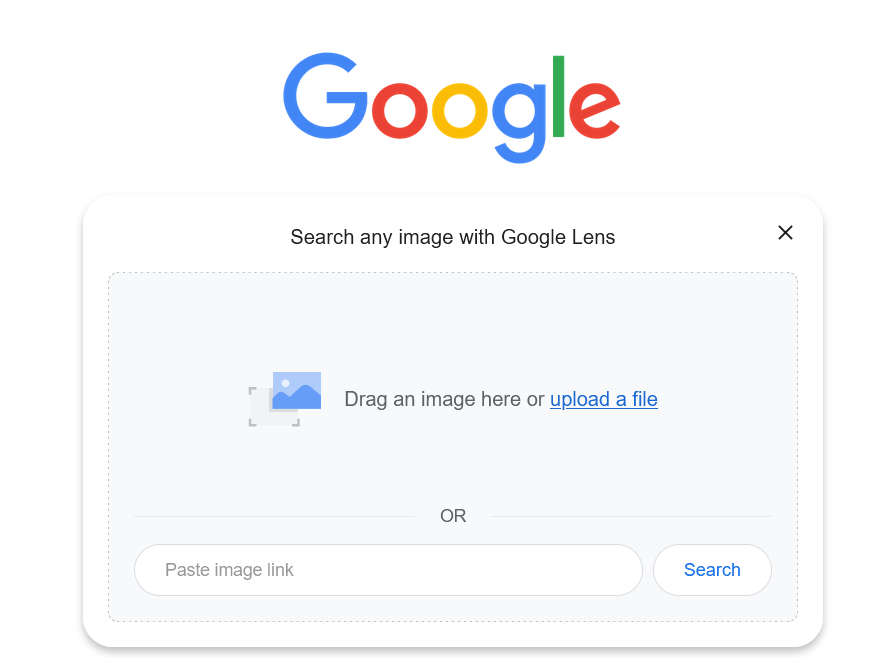 Google
Search any image with Google Lens
Drag an image here or upload a file
OR
Paste image link
Search